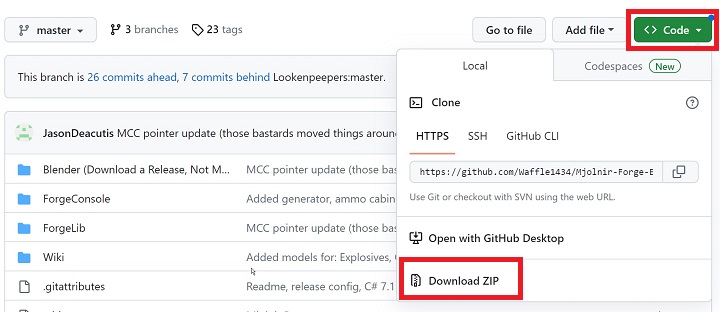 master
3 branches
23 tags
Go to file
Add file
Code
This branch is 26 commits ahead, 7 commits behind Lookenpeepers:master.
Local
Codespaces New
Clone
HTTPS SSH GitHub CLI
https://github.com/Waffle1434/Mjolnir-Forge-E
Use Git or checkout with SVN using the web URL.
Open with GitHub Desktop
Download ZIP
JasonDeacutis MCC pointer update (those bastards moved things aroun
Blender (Download a Release, Not M... MCC pointer update (those bas
ForgeConsole Added generator, ammo cabin
ForgeLib MCC pointer update (those bas
Wiki Added models for: Explosives,
.gitattributes Readme, release config, C# 7.1